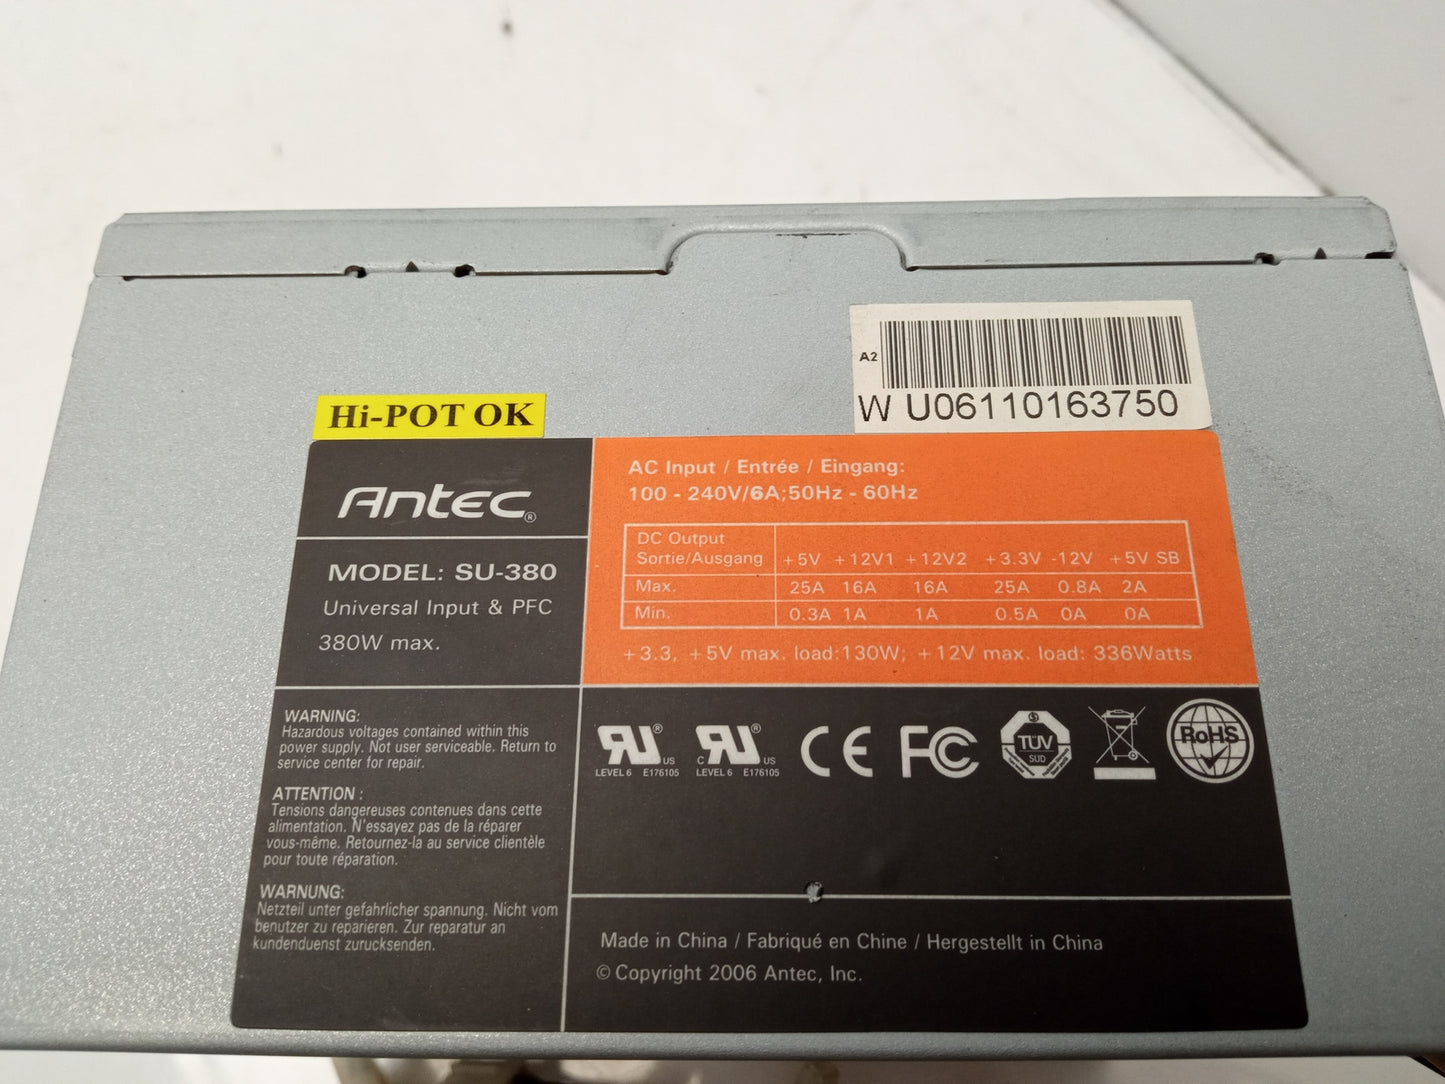 A2
W U06110163750
Hi-POT OK
Antec®
MODEL: SU-380
Universal Input & PFC
380W max.
AC Input / Entrée / Eingang:
100 - 240V/6A;50Hz - 60Hz
DC Output
Sortie/Ausgang +5V +12V1 +12V2 +3.3V -12V +5V SB
Max. 25A 16A 16A 25A 0.8A 2A
Min. 0.3A 1A 1A 0.5A 0A 0A
+3.3, +5V max. load:130W; +12V max. load: 336Watts
WARNING:
Hazardous voltages contained within this
power supply. Not user serviceable. Return to
service center for repair.
ATTENTION :
Tensions dangereuses contenues dans cette
alimentation. N'essayez pas de la réparer
vous-même. Retournez-la au service clientèle
pour toute réparation.
WARNUNG:
Netzteil unter gefahrlicher spannung. Nicht vom
benutzer zu reparieren. Zur reparatur an
kundenduenst zurucksenden.
RU® US
LEVEL 6 E176105
C RU® US
LEVEL 6 E176105
CE
FC
S
TÜV
SUD
RoHS
Made in China / Fabriqué en Chine / Hergestellt in China
© Copyright 2006 Antec, Inc.